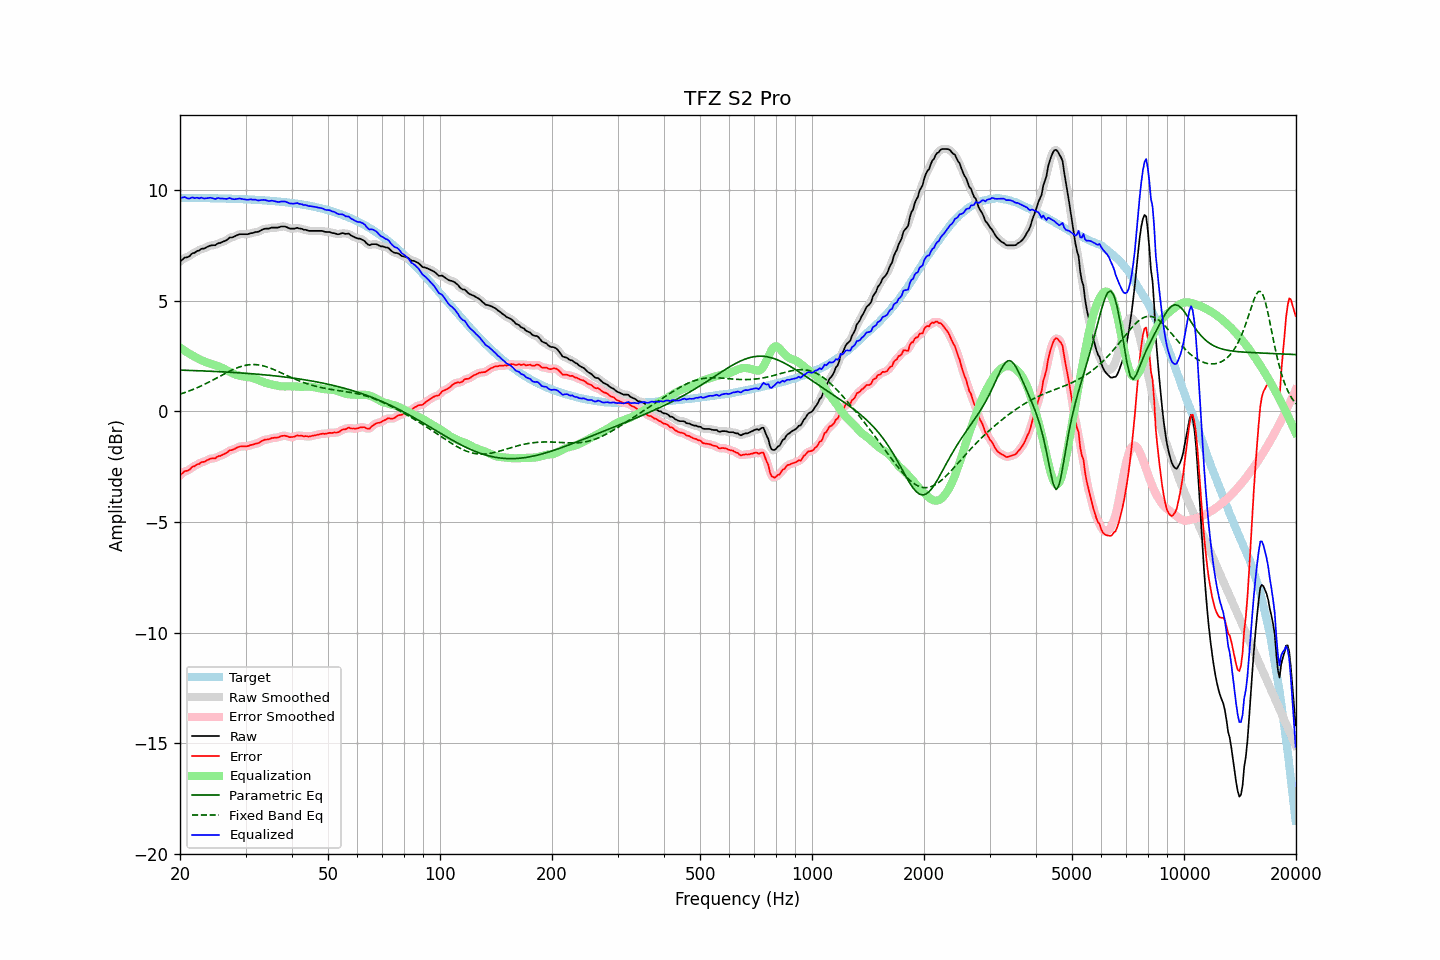 TFZ S2 Pro
Amplitude (dBr)
10
5
0
−5
−10
−15
−20
Target
Raw Smoothed
Error Smoothed
Raw
Error
Equalization
Parametric Eq
Fixed Band Eq
Equalized
20 50 100 200 500 1000 2000 5000 10000 20000
Frequency (Hz)